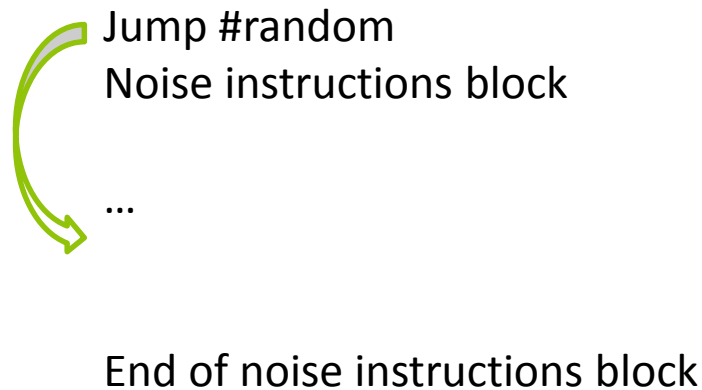 Jump #random
Noise instructions block
…
End of noise instructions block